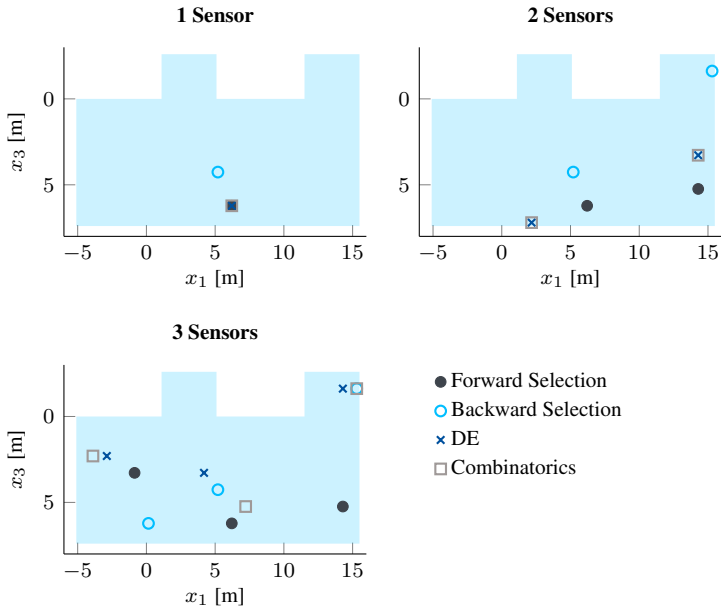 1 Sensor
2 Sensors
0
5
x₃ [m]
−5 0 5 10 15
x₁ [m]
0
5
−5 0 5 10 15
x₁ [m]
3 Sensors
0
5
x₃ [m]
−5 0 5 10 15
x₁ [m]
Forward Selection
Backward Selection
DE
Combinatorics